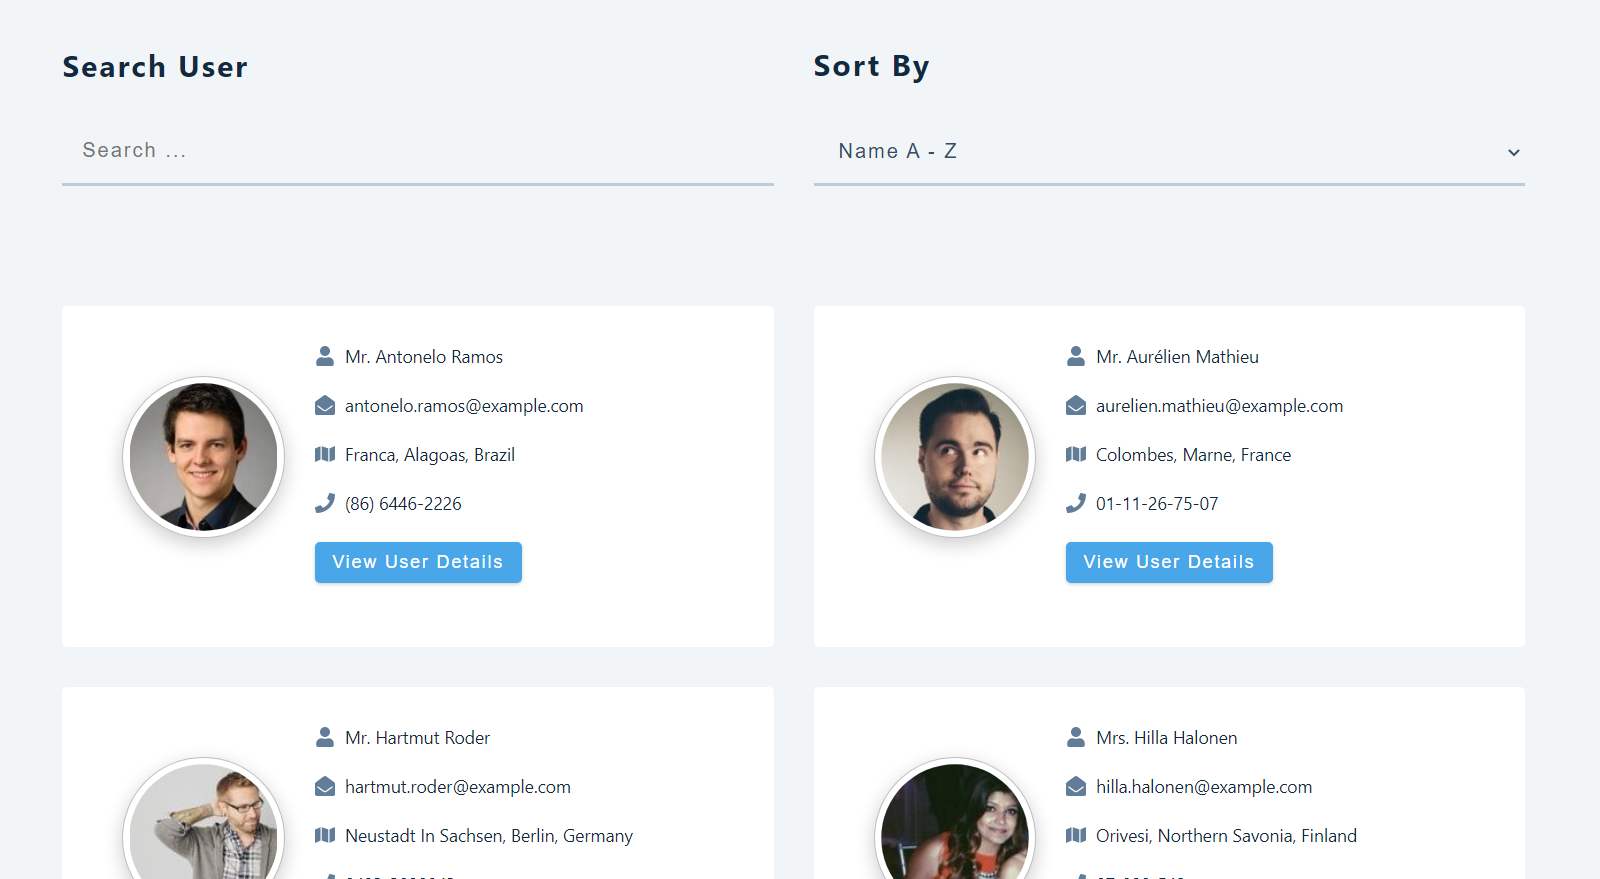 Search User
Sort By
Search ...
Name A - Z
Mr. Antonelo Ramos
antonelo.ramos@example.com
Franca, Alagoas, Brazil
(86) 6446-2226
View User Details
Mr. Aurélien Mathieu
aurelien.mathieu@example.com
Colombes, Marne, France
01-11-26-75-07
View User Details
Mr. Hartmut Roder
hartmut.roder@example.com
Neustadt In Sachsen, Berlin, Germany
Mrs. Hilla Halonen
hilla.halonen@example.com
Orivesi, Northern Savonia, Finland